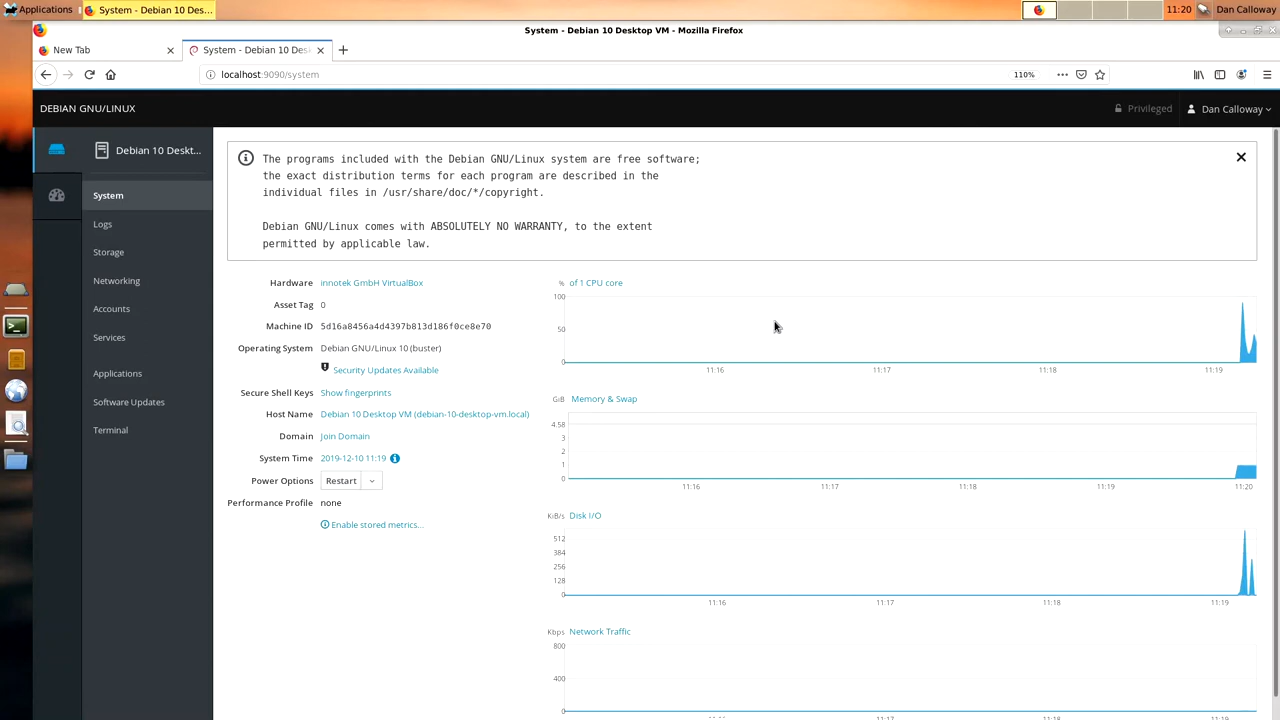 Applications
System - Debian 10 Des...
11:20
Dan Calloway
System - Debian 10 Desktop VM - Mozilla Firefox
New Tab
System - Debian 10 Desk
localhost:9090/system
110%
DEBIAN GNU/LINUX
Privileged
Dan Calloway
Debian 10 Deskt...
System
Logs
Storage
Networking
Accounts
Services
Applications
Software Updates
Terminal
The programs included with the Debian GNU/Linux system are free software;
the exact distribution terms for each program are described in the
individual files in /usr/share/doc/*/copyright.
Debian GNU/Linux comes with ABSOLUTELY NO WARRANTY, to the extent
permitted by applicable law.
Hardware innotek GmbH VirtualBox
Asset Tag 0
Machine ID 5d16a8456a4d4397b813d186f0ce8e70
Operating System Debian GNU/Linux 10 (buster)
Security Updates Available
Secure Shell Keys Show fingerprints
Host Name Debian 10 Desktop VM (debian-10-desktop-vm.local)
Domain Join Domain
System Time 2019-12-10 11:19
Power Options Restart
Performance Profile none
Enable stored metrics...
% of 1 CPU core
100
50
0
11:16 11:17 11:18 11:19
GiB Memory & Swap
4.58
3
2
1
0
11:16 11:17 11:18 11:19 11:20
KiB/s Disk I/O
512
384
256
128
0
11:16 11:17 11:18 11:19
Kbps Network Traffic
800
400
0
11:17 11:18 11:19